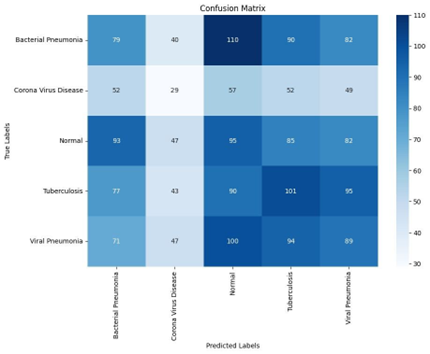 Confusion Matrix
True Labels
Bacterial Pneumonia 79 40 110 90 82
Corona Virus Disease 52 29 57 52 49
Normal 93 47 95 85 82
Tuberculosis 77 43 90 101 95
Viral Pneumonia 71 47 100 94 89
Bacterial Pneumonia
Corona Virus Disease
Normal
Tuberculosis
Viral Pneumonia
Predicted Labels
110
100
90
80
70
60
50
40
30